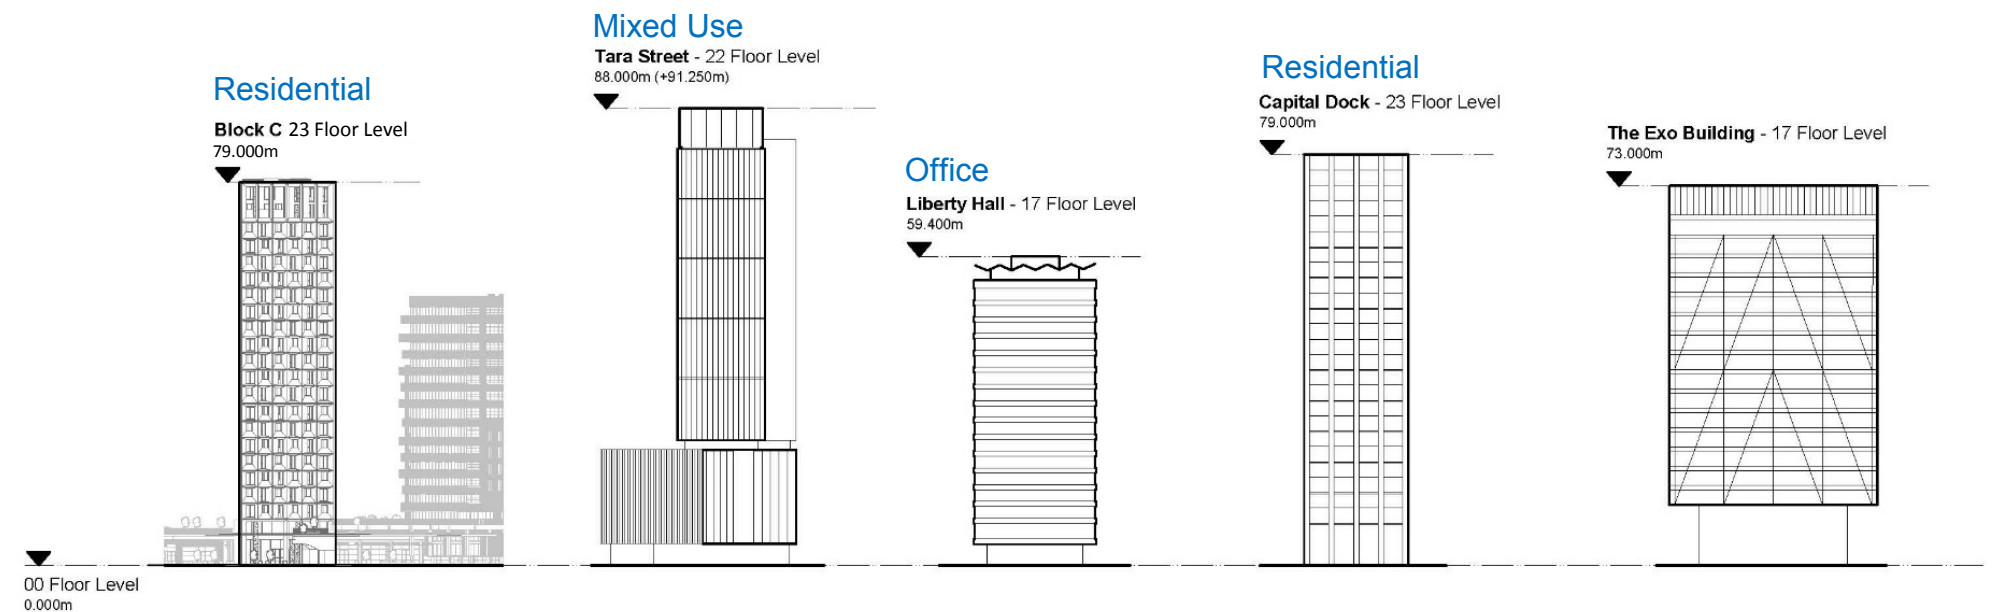 Residential
Block C 23 Floor Level
79.000m
Mixed Use
Tara Street - 22 Floor Level
88.000m (+91.250m)
Office
Liberty Hall - 17 Floor Level
59.400m
Residential
Capital Dock - 23 Floor Level
79.000m
The Exo Building - 17 Floor Level
73.000m
00 Floor Level
0.000m